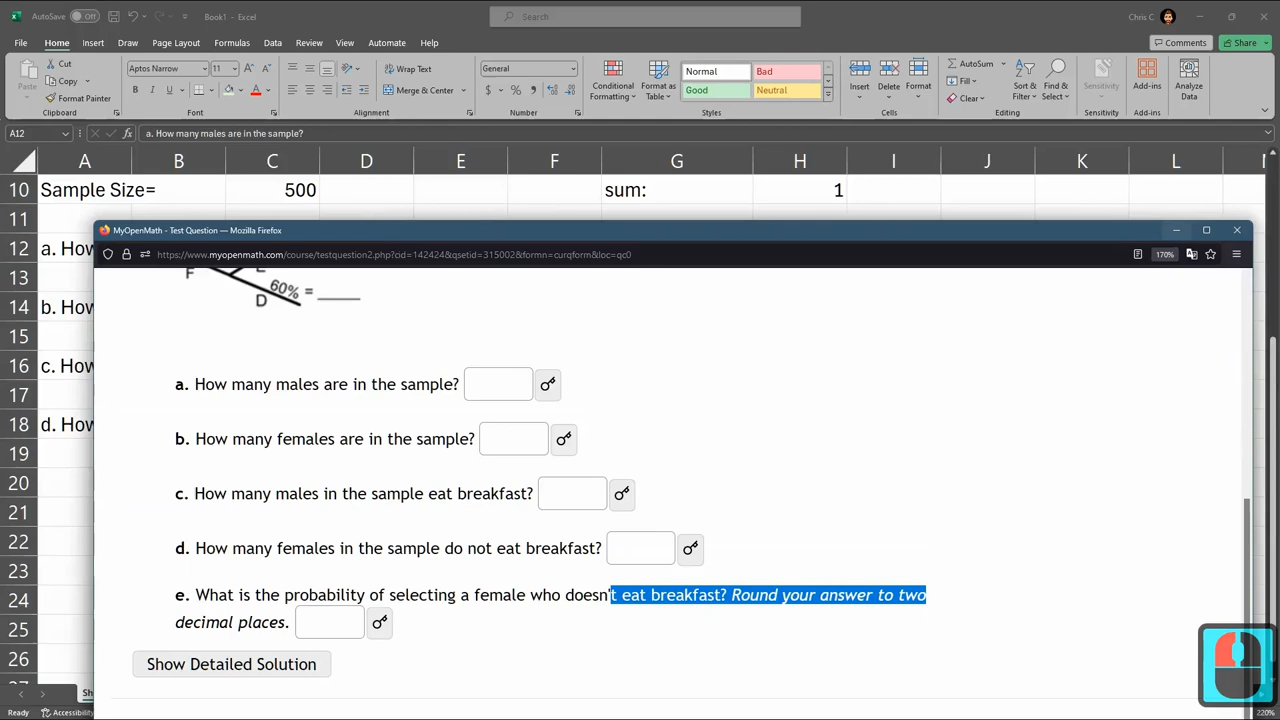 AutoSave Off Book1 - Excel Search Chris C
File Home Insert Draw Page Layout Formulas Data Review View Automate Help Comments Share
Cut Aptos Narrow 11 Wrap Text General Normal Bad AutoSum
Copy Fill
Paste Format Painter Merge & Center Conditional Formatting Format as Table Good Neutral Insert Delete Format Clear Sort & Filter Find & Select Sensitivity Add-ins Analyze Data
Clipboard Font Alignment Number Styles Cells Editing Sensitivity Add-ins
A12 fx a. How many males are in the sample?
A B C D E F G H I J K L
10 Sample Size= 500 sum: 1
11
MyOpenMath - Test Question — Mozilla Firefox
12 a. How
https://www.myopenmath.com/course/testquestion2.php?cid=142424&qsetid=315002&formn=curqform&loc=qc0 170%
13
F E
60% =
D
14 b. How
15
16 c. How
17
18 d. How
19
20
21
22
23
24
25
26
a. How many males are in the sample?
b. How many females are in the sample?
c. How many males in the sample eat breakfast?
d. How many females in the sample do not eat breakfast?
e. What is the probability of selecting a female who doesn't eat breakfast? Round your answer to two
decimal places.
Show Detailed Solution
Sh
Ready Accessibility 220%